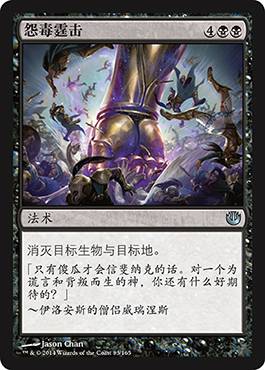 怨毒霆击 4
法术
消灭目标生物与目标地。
「只有傻瓜才会信斐纳克的话。对一个为
谎言和背叛而生的神，你还有什么好期
待的？」
～伊洛安斯的僧侣威瑞涅斯
Jason Chan
™ & © 2014 Wizards of the Coast 83/165